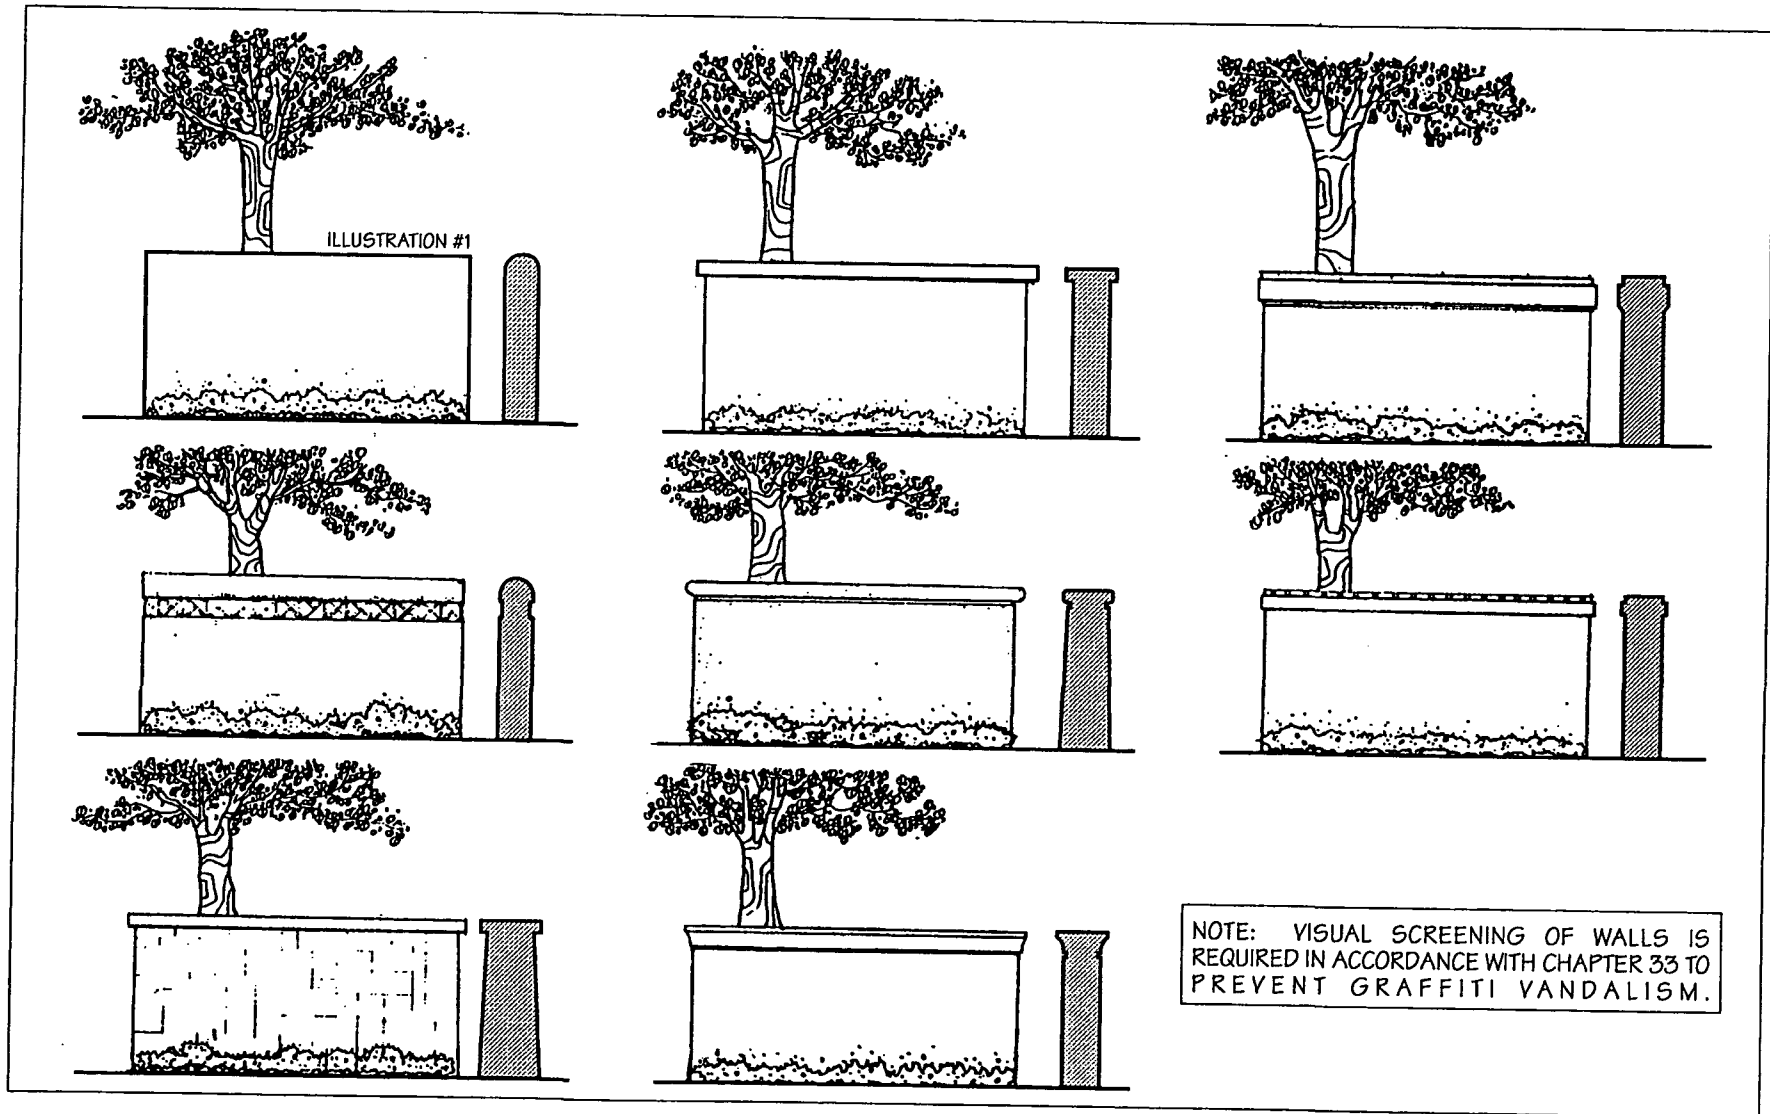 ILLUSTRATION #1
NOTE: VISUAL SCREENING OF WALLS IS
REQUIRED IN ACCORDANCE WITH CHAPTER 33 TO
PREVENT GRAFFITI VANDALISM.